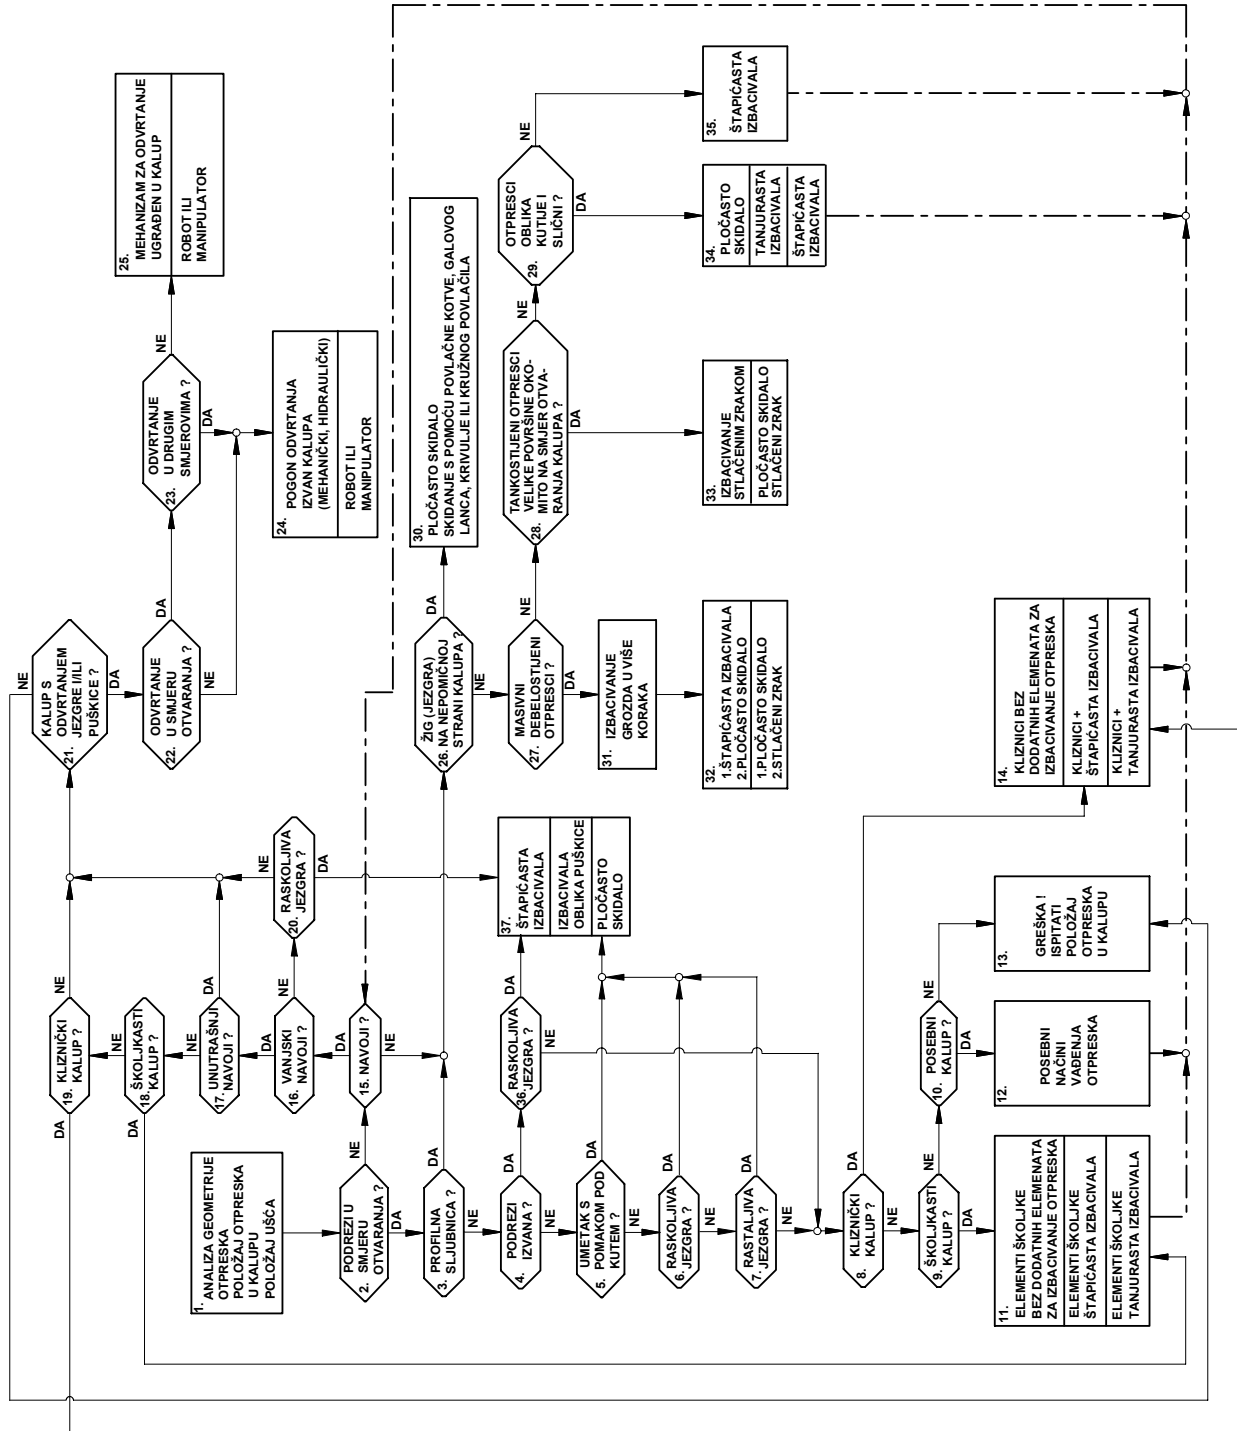 1. ANALIZA GEOMETRIJE
OTPRESKA
POLOŽAJ OTPRESKA
U KALUPU
POLOŽAJ UŠĆA
PODREZI U
SMJERU
2. OTVARANJA ?
NE
DA
PROFILNA
3. SLJUBNICA ?
DA
NE
PODREZI
4. IZVANA ?
DA
NE
UMETAK S
POMAKOM POD
5. KUTEM ?
DA
NE
RASKOLJIVA
6. JEZGRA ?
DA
NE
RASTALJIVA
7. JEZGRA ?
DA
NE
KLIZNIČKI
8. KALUP ?
DA
NE
ŠKOLJKASTI
9. KALUP ?
NE
DA
POSEBNI
10. KALUP ?
NE
DA
11.
ELEMENTI ŠKOLJKE
BEZ DODATNIH ELEMENATA
ZA IZBACIVANJE OTPRESKA
ELEMENTI ŠKOLJKE
ŠTAPIĆASTA IZBACIVALA
ELEMENTI ŠKOLJKE
TANJURASTA IZBACIVALA
12.
POSEBNI
NAČINI
VAĐENJA
OTPRESKA
13.
GREŠKA !
ISPITATI
POLOŽAJ
OTPRESKA
U KALUPU
14.
KLIZNICI BEZ
DODATNIH ELEMENATA ZA
IZBACIVANJE OTPRESKA
KLIZNICI +
ŠTAPIĆASTA IZBACIVALA
KLIZNICI +
TANJURASTA IZBACIVALA
15. NAVOJI ?
DA
NE
VANJSKI
16. NAVOJI ?
DA
NE
UNUTRAŠNJI
17. NAVOJI ?
DA
NE
ŠKOLJKASTI
18. KALUP ?
DA
NE
KLIZNIČKI
19. KALUP ?
DA
NE
RASKOLJIVA
20. JEZGRA ?
NE
DA
KALUP S
ODVRTANJEM
JEZGRE I/ILI
21. PUŠKICE ?
NE
DA
ODVRTANJE
U SMJERU
22. OTVARANJA ?
DA
NE
ODVRTANJE
U DRUGIM
23. SMJEROVIMA ?
NE
DA
24. POGON ODVRTANJA
IZVAN KALUPA
(MEHANIČKI, HIDRAULIČKI)
ROBOT ILI
MANIPULATOR
25.
MEHANIZAM ZA ODVRTANJE
UGRAĐEN U KALUP
ROBOT ILI
MANIPULATOR
ŽIG (JEZGRA)
26. NA NEPOMIČNOJ
STRANI KALUPA ?
DA
NE
MASIVNI
DEBELOSTIJENI
27. OTPRESCI ?
NE
DA
TANKOSTIJENI OTPRESCI
VELIKE POVRŠINE OKO-
MITO NA SMJER OTVA-
28. RANJA KALUPA ?
NE
DA
OTPRESCI
OBLIKA
KUTIJE I
29. SLIČNI ?
NE
DA
30.
PLOČASTO SKIDALO
SKIDANJE S POMOĆU POVLAČNE KOTVE, GALOVOG
LANCA, KRIVULJE ILI KRUŽNOG POVLAČILA
31. IZBACIVANJE
GROZDA U VIŠE
KORAKA
32.
1.ŠTAPIĆASTA IZBACIVALA
2.PLOČASTO SKIDALO
1.PLOČASTO SKIDALO
2.STLAČENI ZRAK
33.
IZBACIVANJE
STLAČENIM ZRAKOM
PLOČASTO SKIDALO
STLAČENI ZRAK
34.
PLOČASTO
SKIDALO
TANJURASTA
IZBACIVALA
ŠTAPIĆASTA
IZBACIVALA
35.
ŠTAPIĆASTA
IZBACIVALA
RASKOLJIVA
36. JEZGRA ?
DA
NE
37.
ŠTAPIĆASTA
IZBACIVALA
IZBACIVALA
OBLIKA PUŠKICE
PLOČASTO
SKIDALO